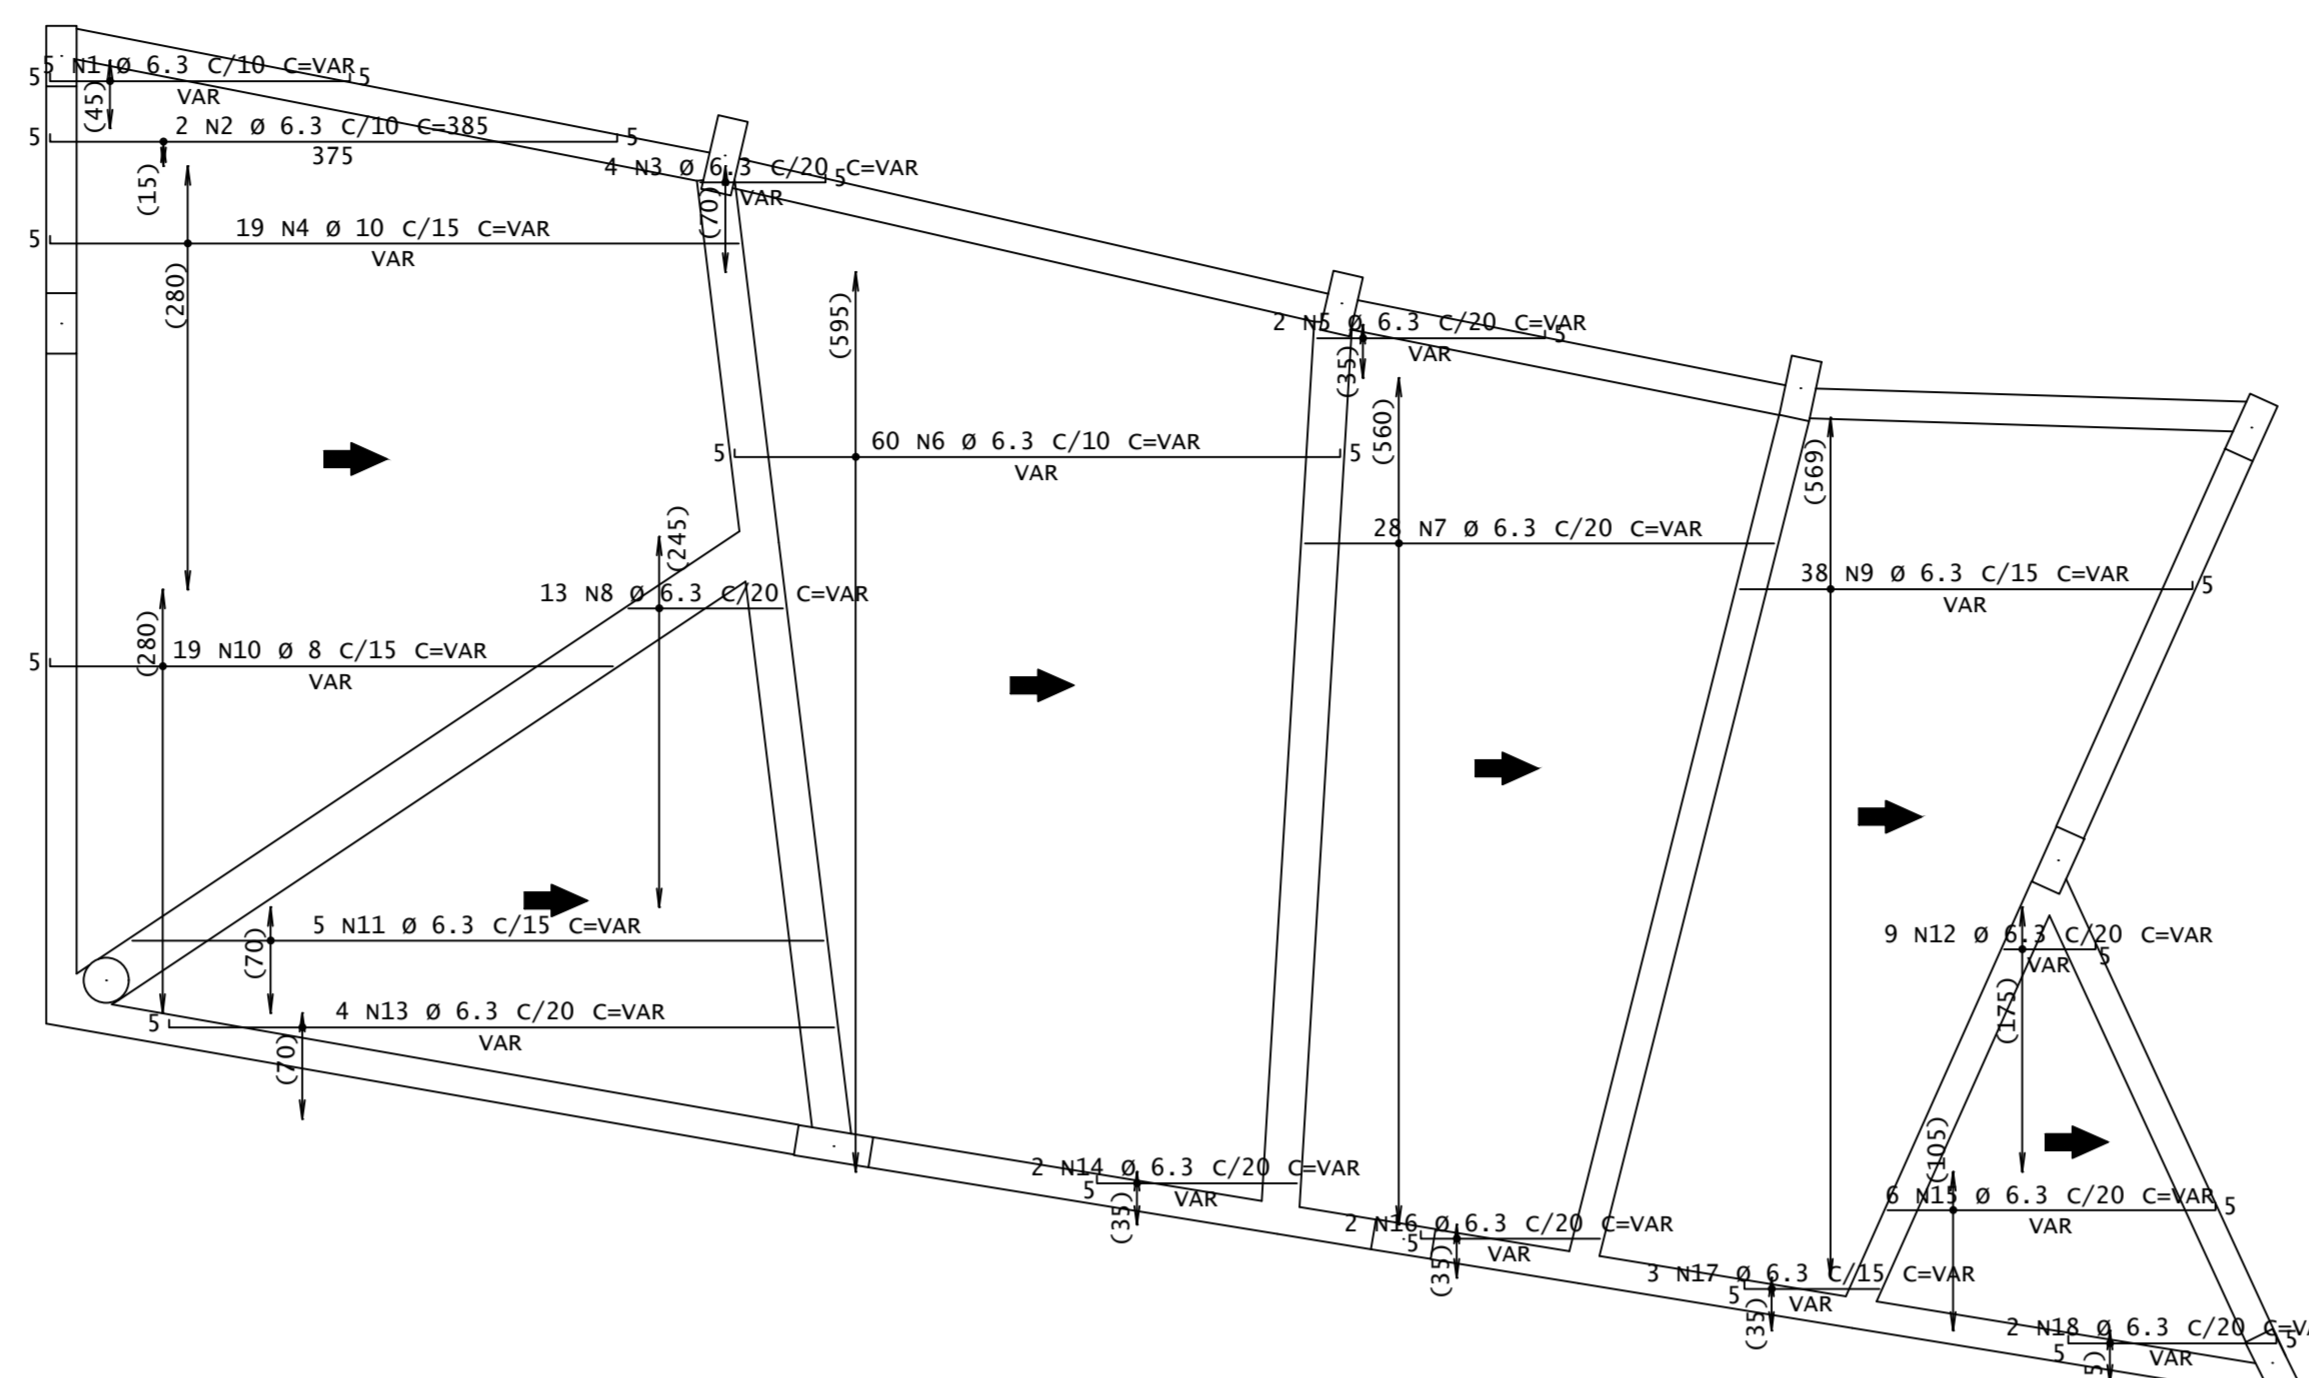 5 N1 Ø 6.3 C/10 C=VAR
5
5
VAR
(45)
2 N2 Ø 6.3 C/10 C=385
5
5
375
(15)
4 N3 Ø 6.3 C/20 C=VAR
5
VAR
(70)
19 N4 Ø 10 C/15 C=VAR
5
VAR
(280)
2 N5 Ø 6.3 C/20 C=VAR
5
VAR
(35)
(595)
60 N6 Ø 6.3 C/10 C=VAR
5
5
VAR
(560)
28 N7 Ø 6.3 C/20 C=VAR
(569)
38 N9 Ø 6.3 C/15 C=VAR
5
VAR
(245)
13 N8 Ø 6.3 C/20 C=VAR
(280)
19 N10 Ø 8 C/15 C=VAR
5
VAR
5 N11 Ø 6.3 C/15 C=VAR
(70)
9 N12 Ø 6.3 C/20 C=VAR
5
VAR
(175)
4 N13 Ø 6.3 C/20 C=VAR
5
VAR
(70)
2 N14 Ø 6.3 C/20 C=VAR
5
VAR
(35)
(105)
6 N15 Ø 6.3 C/20 C=VAR
5
VAR
2 N16 Ø 6.3 C/20 C=VAR
5
VAR
(35)
3 N17 Ø 6.3 C/15 C=VAR
5
VAR
(35)
2 N18 Ø 6.3 C/20 C=VA
5
5
VAR
5)